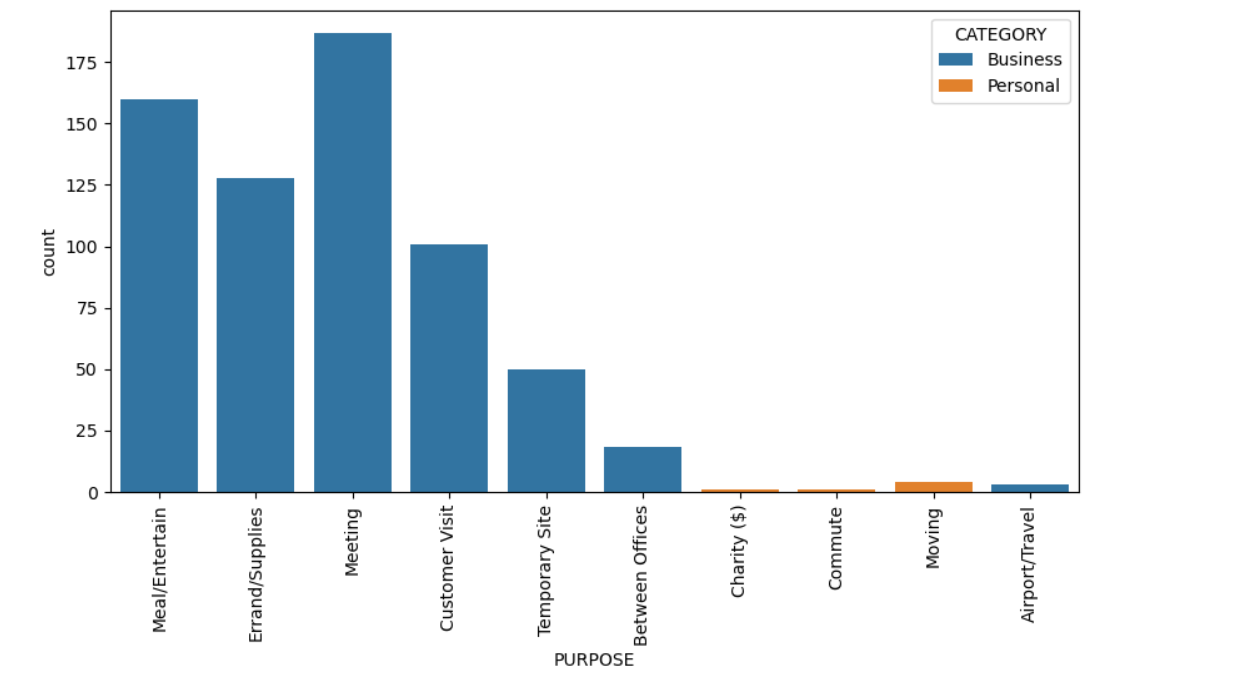 CATEGORY
Business
Personal
175
150
125
100
75
50
25
0
count
Meal/Entertain
Errand/Supplies
Meeting
Customer Visit
Temporary Site
Between Offices
Charity ($)
Commute
Moving
Airport/Travel
PURPOSE